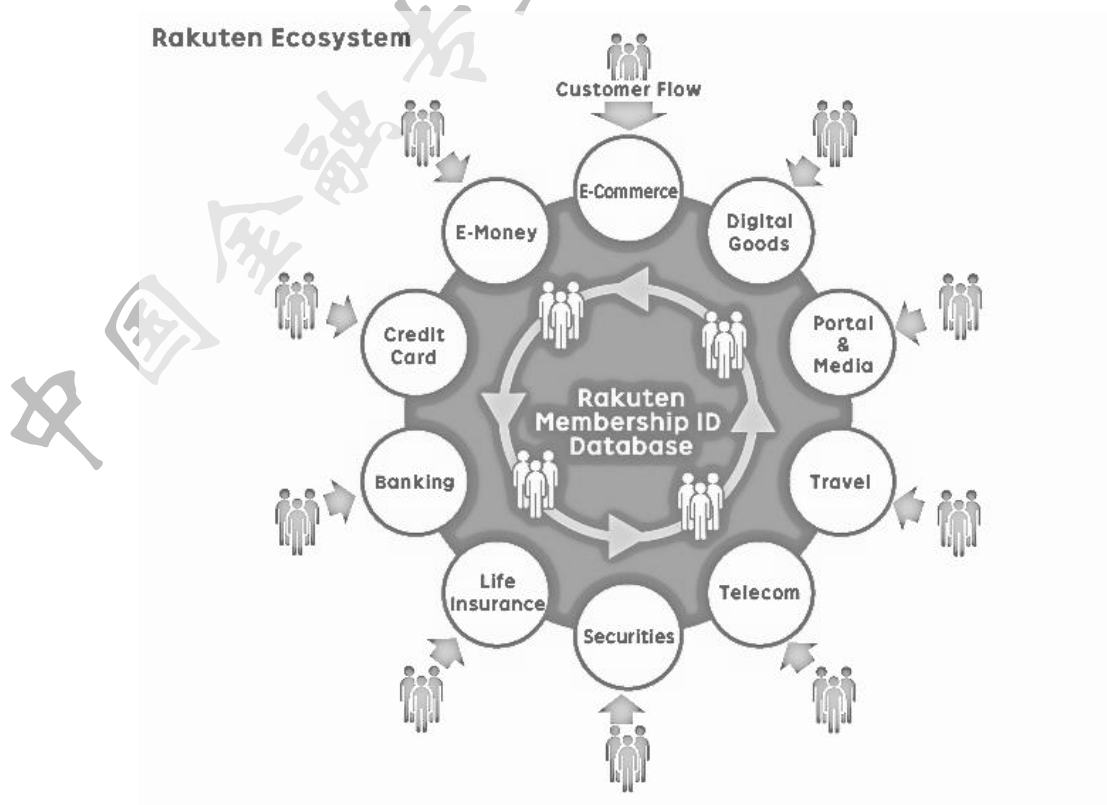 Rakuten Ecosystem
Customer Flow
E-Commerce
Digital
Goods
Portal
&
Media
Travel
Telecom
Securities
Life
Insurance
Banking
Credit
Card
E-Money
Rakuten
Membership ID
Database
中国金融